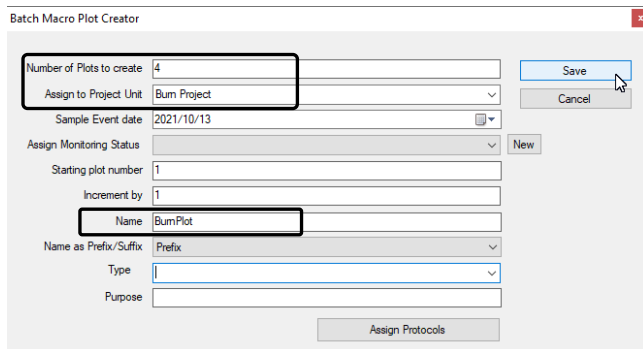 Batch Macro Plot Creator x
Number of Plots to create 4
Save
Assign to Project Unit Burn Project
Cancel
Sample Event date 2021/10/13
Assign Monitoring Status New
Starting plot number 1
Increment by 1
Name BurnPlot
Name as Prefix/Suffix Prefix
Type
Purpose
Assign Protocols